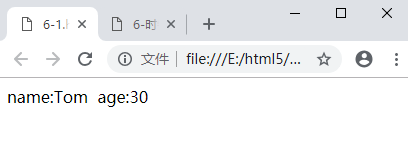 6-1.
6-时
文件 file:///E:/html5/...
name:Tom age:30